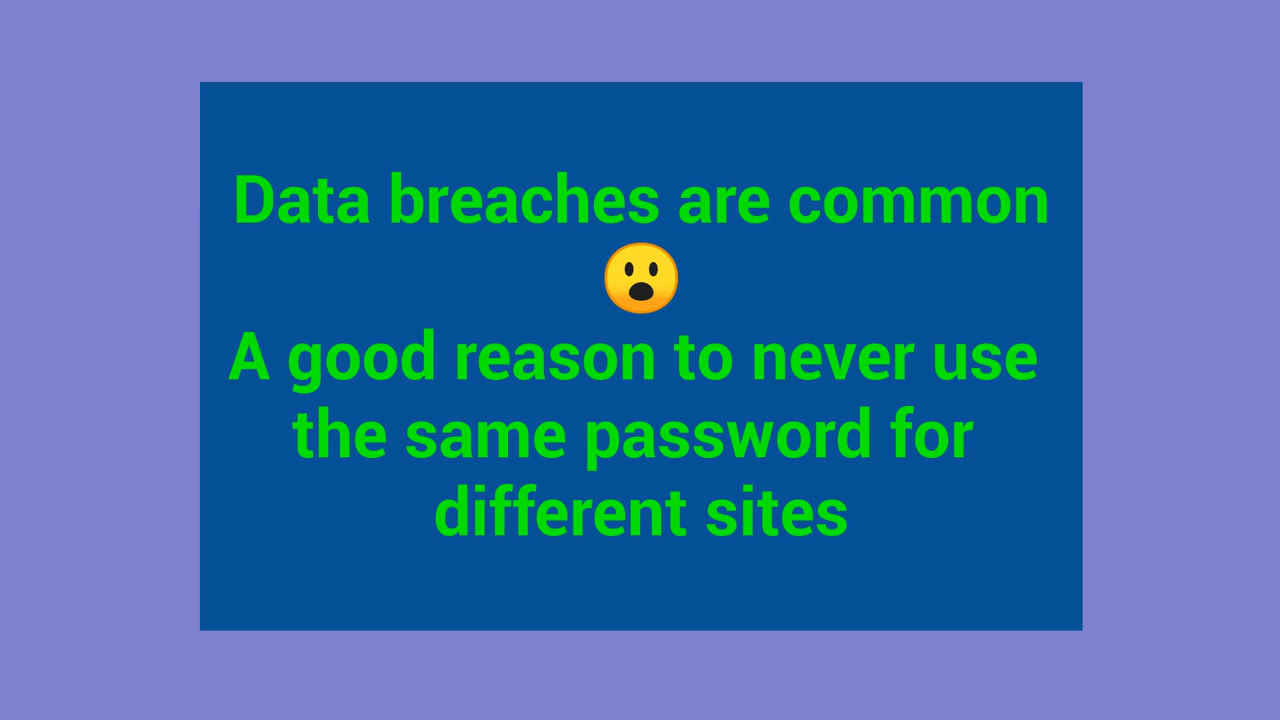 Data breaches are common
😮
A good reason to never use
the same password for
different sites